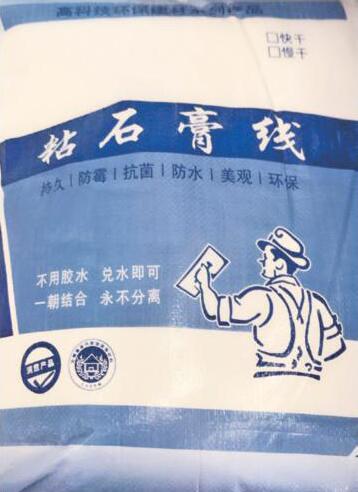 高科技环保建材系列产品
□快干
□慢干
粘石膏线
持久|防霉|抗菌|防水|美观|环保
不用胶水 兑水即可
一朝结合 永不分离